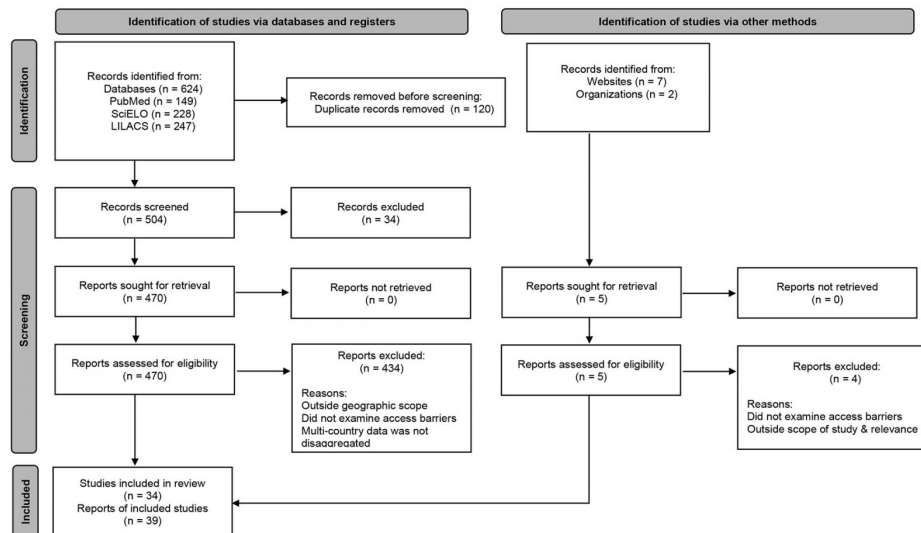 Identification of studies via databases and registers
Identification of studies via other methods
Identification
Records identified from:
Databases (n = 624)
PubMed (n = 149)
SciELO (n = 228)
LILACS (n = 247)
Records removed before screening:
Duplicate records removed (n = 120)
Records identified from:
Websites (n = 7)
Organizations (n = 2)
Screening
Records screened
(n = 504)
Records excluded
(n = 34)
Reports sought for retrieval
(n = 470)
Reports not retrieved
(n = 0)
Reports sought for retrieval
(n = 5)
Reports not retrieved
(n = 0)
Reports assessed for eligibility
(n = 470)
Reports excluded:
(n = 434)
Reasons:
Outside geographic scope
Did not examine access barriers
Multi-country data was not
disaggregated
Reports assessed for eligibility
(n = 5)
Reports excluded:
(n = 4)
Reasons:
Did not examine access barriers
Outside scope of study & relevance
Included
Studies included in review
(n = 34)
Reports of included studies
(n = 39)